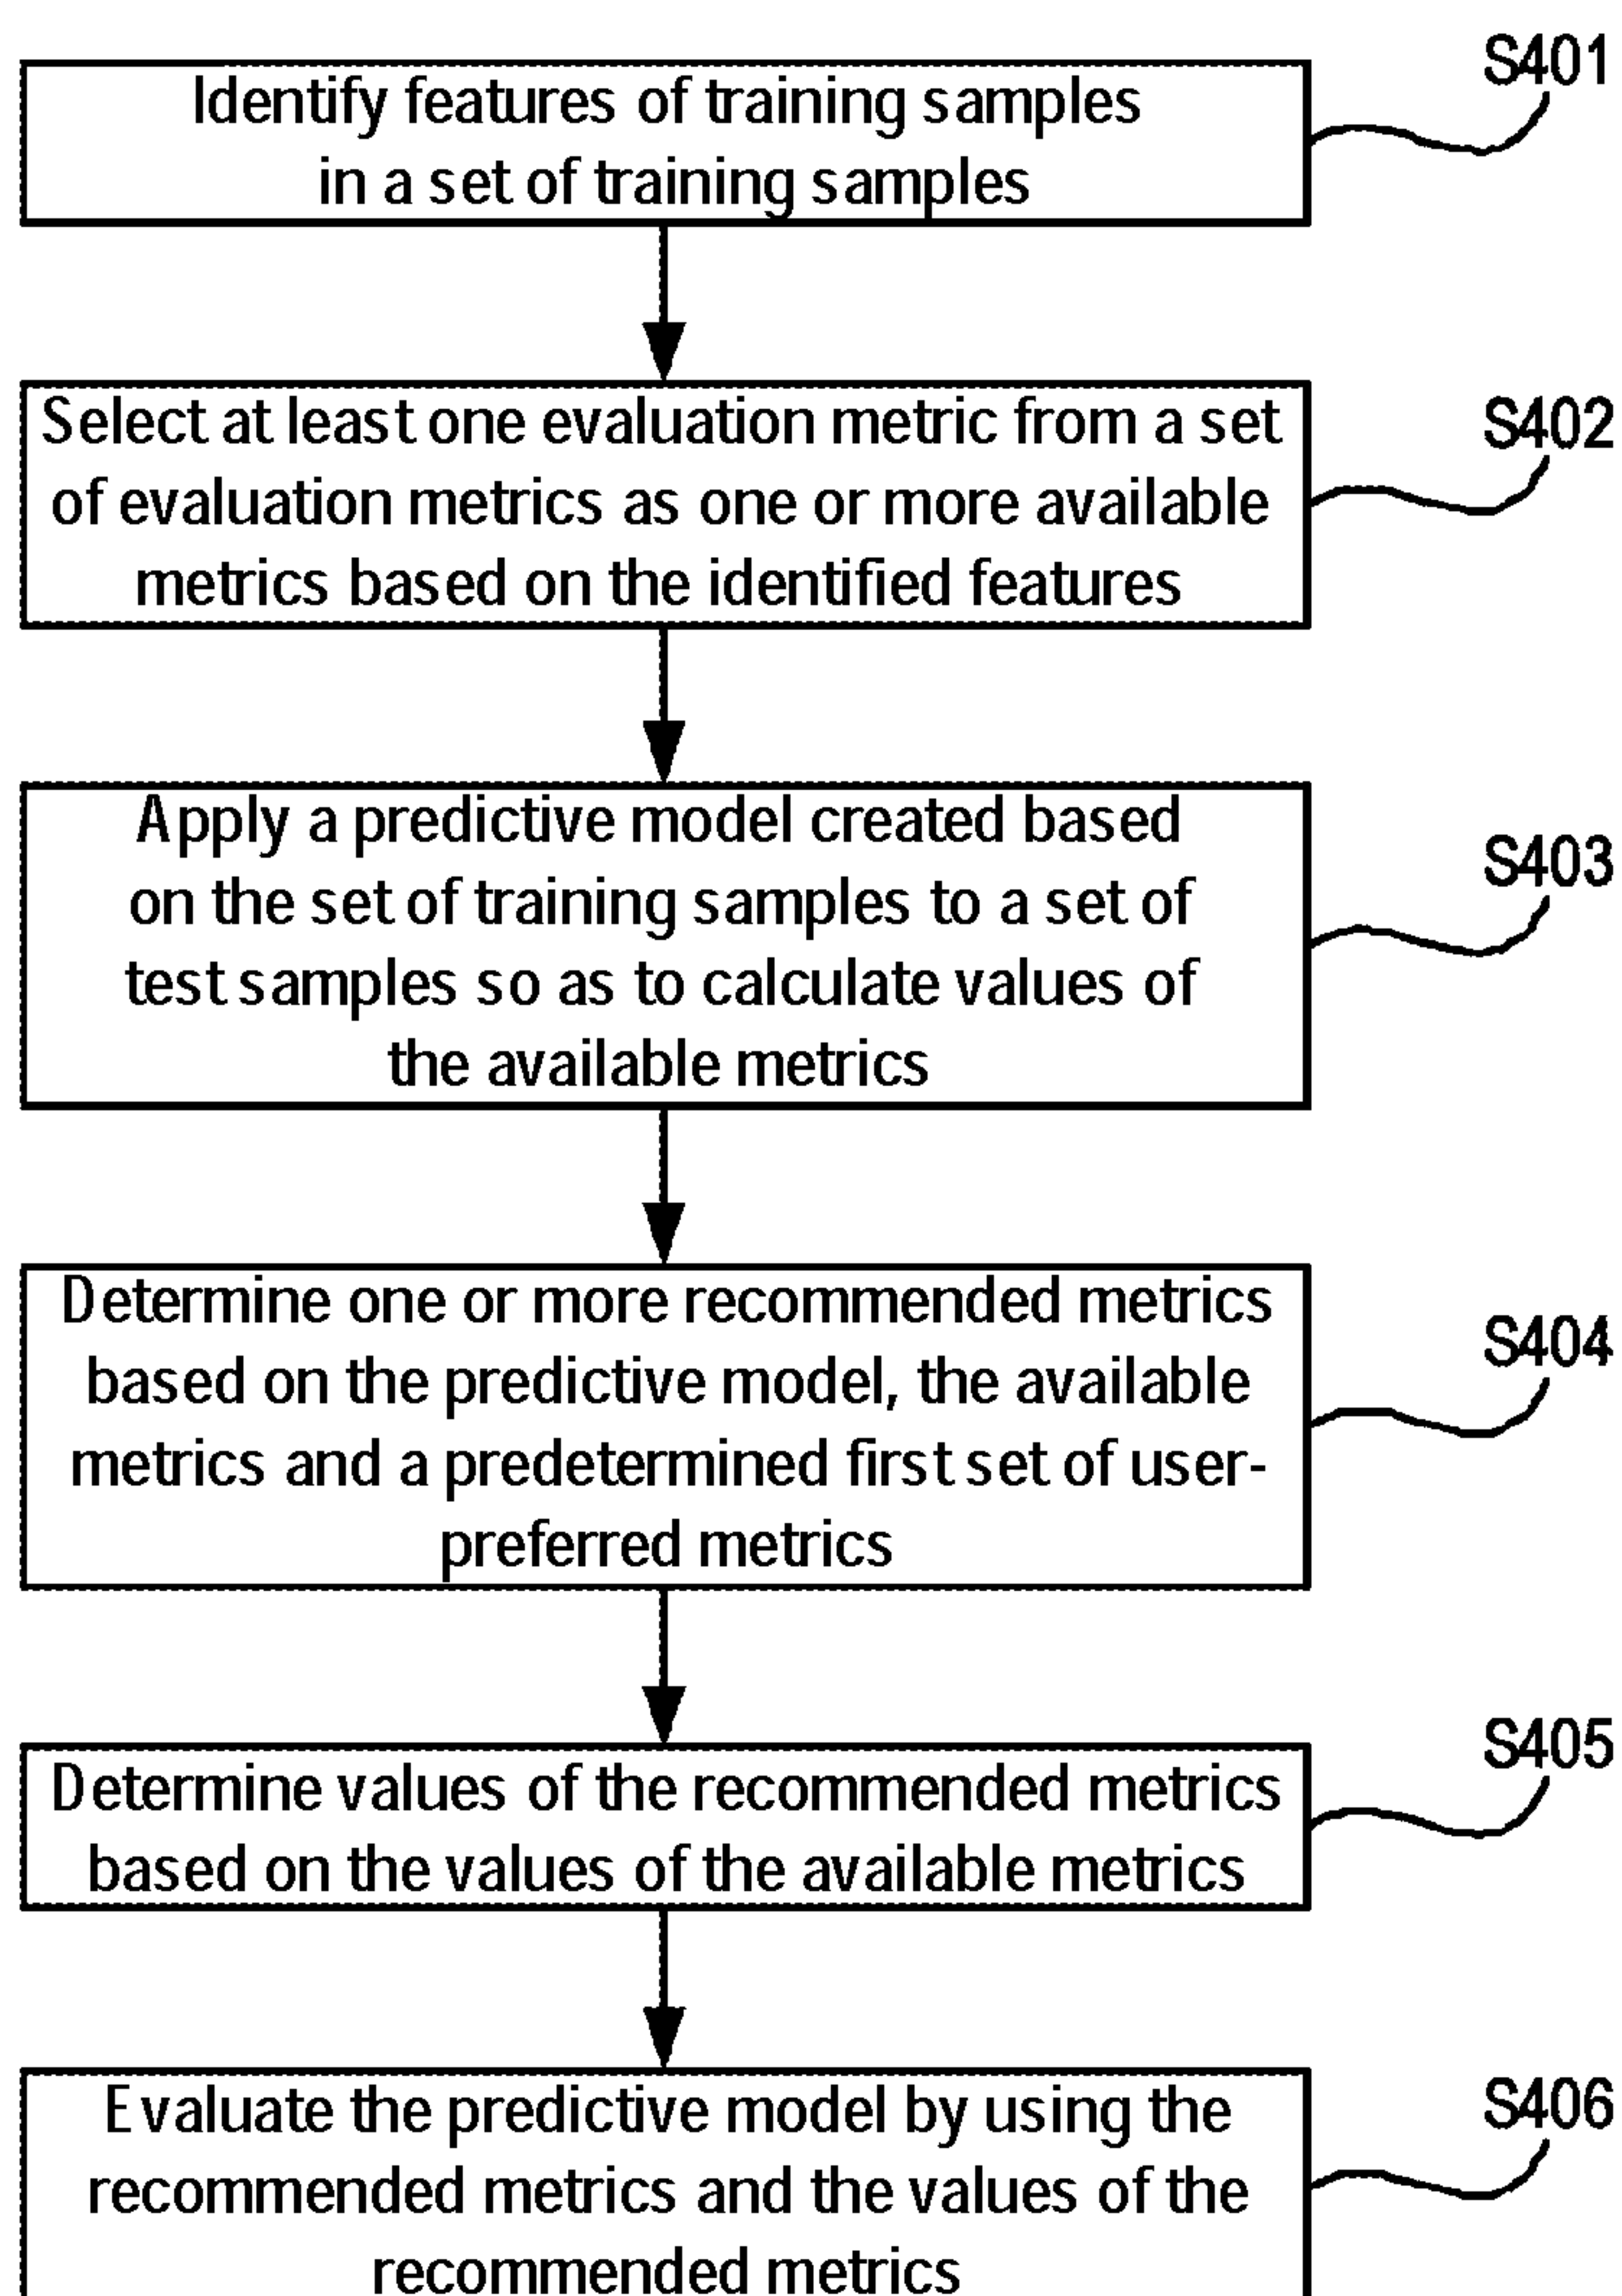 S401
Identify features of training samples
in a set of training samples
S402
Select at least one evaluation metric from a set
of evaluation metrics as one or more available
metrics based on the identified features
S403
Apply a predictive model created based
on the set of training samples to a set of
test samples so as to calculate values of
the available metrics
S404
Determine one or more recommended metrics
based on the predictive model, the available
metrics and a predetermined first set of user-
preferred metrics
S405
Determine values of the recommended metrics
based on the values of the available metrics
S406
Evaluate the predictive model by using the
recommended metrics and the values of the
recommended metrics